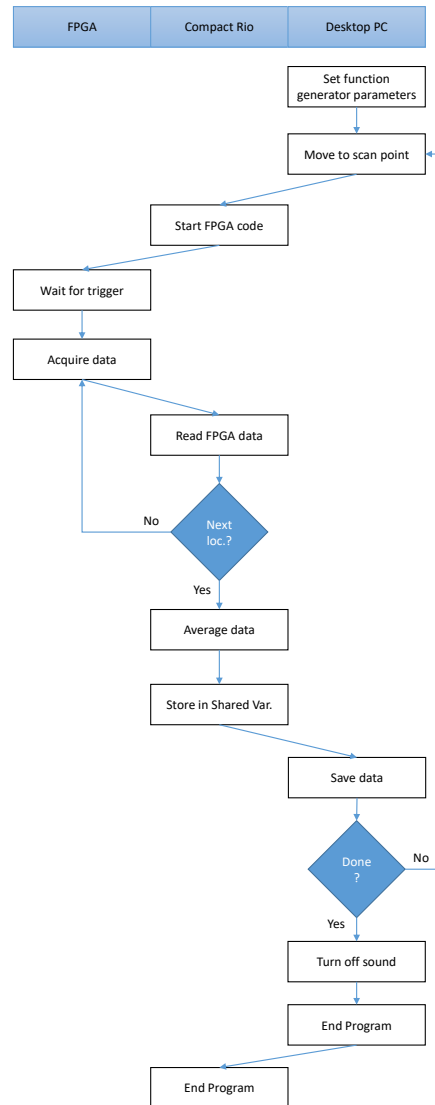 FPGA
Compact Rio
Desktop PC
Set function
generator parameters
Move to scan point
Start FPGA code
Wait for trigger
Acquire data
Read FPGA data
No
Next
loc.?
Yes
Average data
Store in Shared Var.
Save data
Done
?
No
Yes
Turn off sound
End Program
End Program